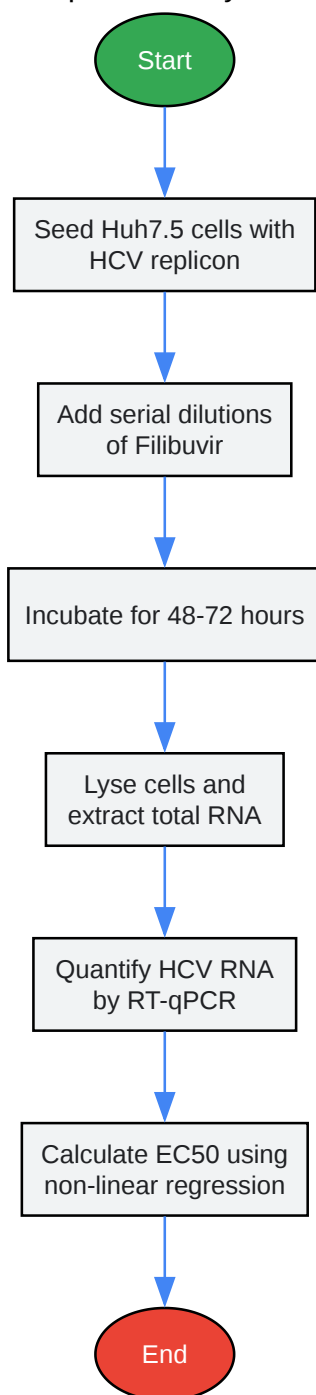 Start
Seed Huh7.5 cells with
HCV replicon
Add serial dilutions
of Filibuvir
Incubate for 48-72 hours
Lyse cells and
extract total RNA
Quantify HCV RNA
by RT-qPCR
Calculate EC50 using
non-linear regression
End